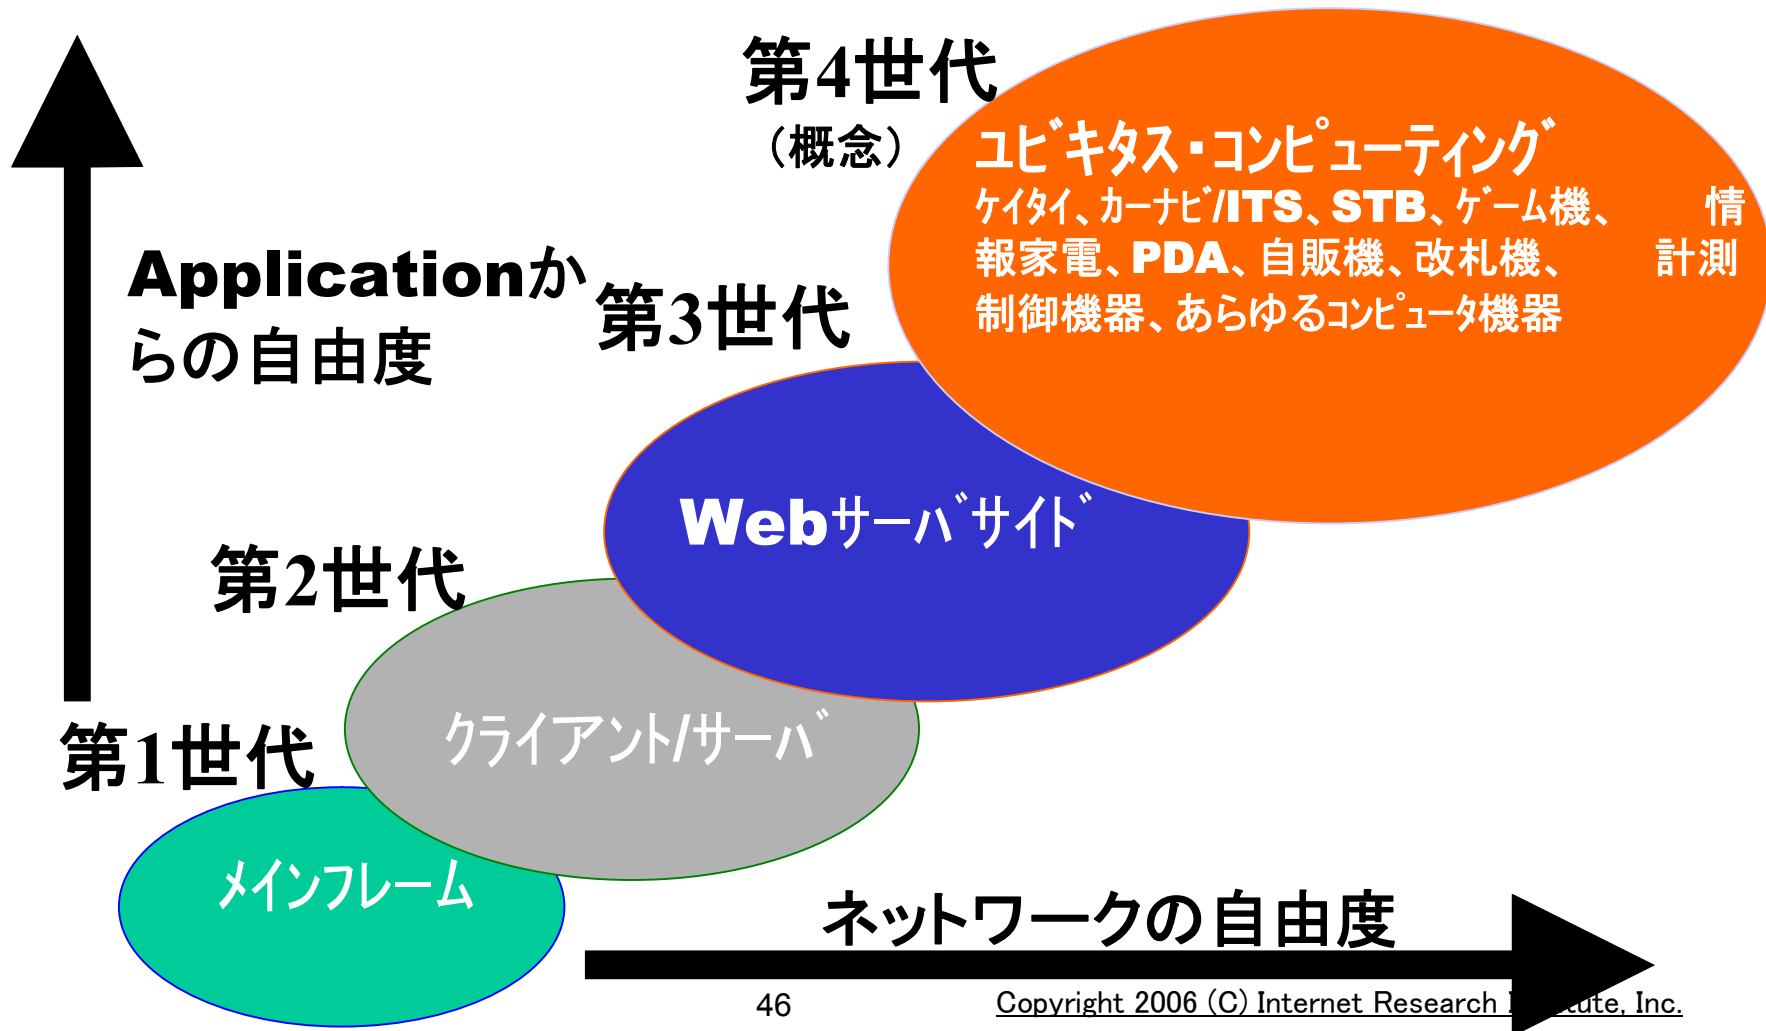 第4世代
（概念）
ﾕﾋﾞｷﾀｽ・ｺﾝﾋﾟｭｰﾃｨﾝｸﾞ
ｹｲﾀｲ、ｶｰﾅﾋﾞ/ITS、STB、ｹﾞｰﾑ機、 情
報家電、PDA、自販機、改札機、 計測
制御機器、あらゆるｺﾝﾋﾟｭｰﾀ機器
Applicationか
らの自由度
第3世代
Webｻｰﾊﾞｻｲﾄﾞ
第2世代
ｸﾗｲｱﾝﾄ/ｻｰﾊﾞ
第1世代
ﾒｲﾝﾌﾚｰﾑ
ネットワークの自由度
46
Copyright 2006 (C) Internet Research Inc.